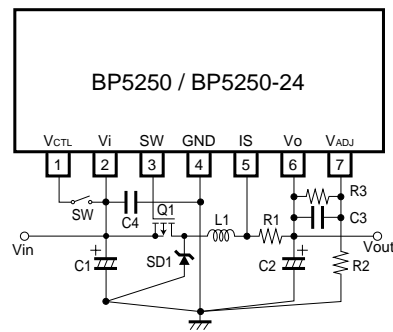 BP5250 / BP5250-24
VCTL Vi SW GND IS Vo VADJ
1 2 3 4 5 6 7
SW
C4
Q1
L1
R1
R3
C3
Vin
Vout
C1
+
SD1
C2
+
R2